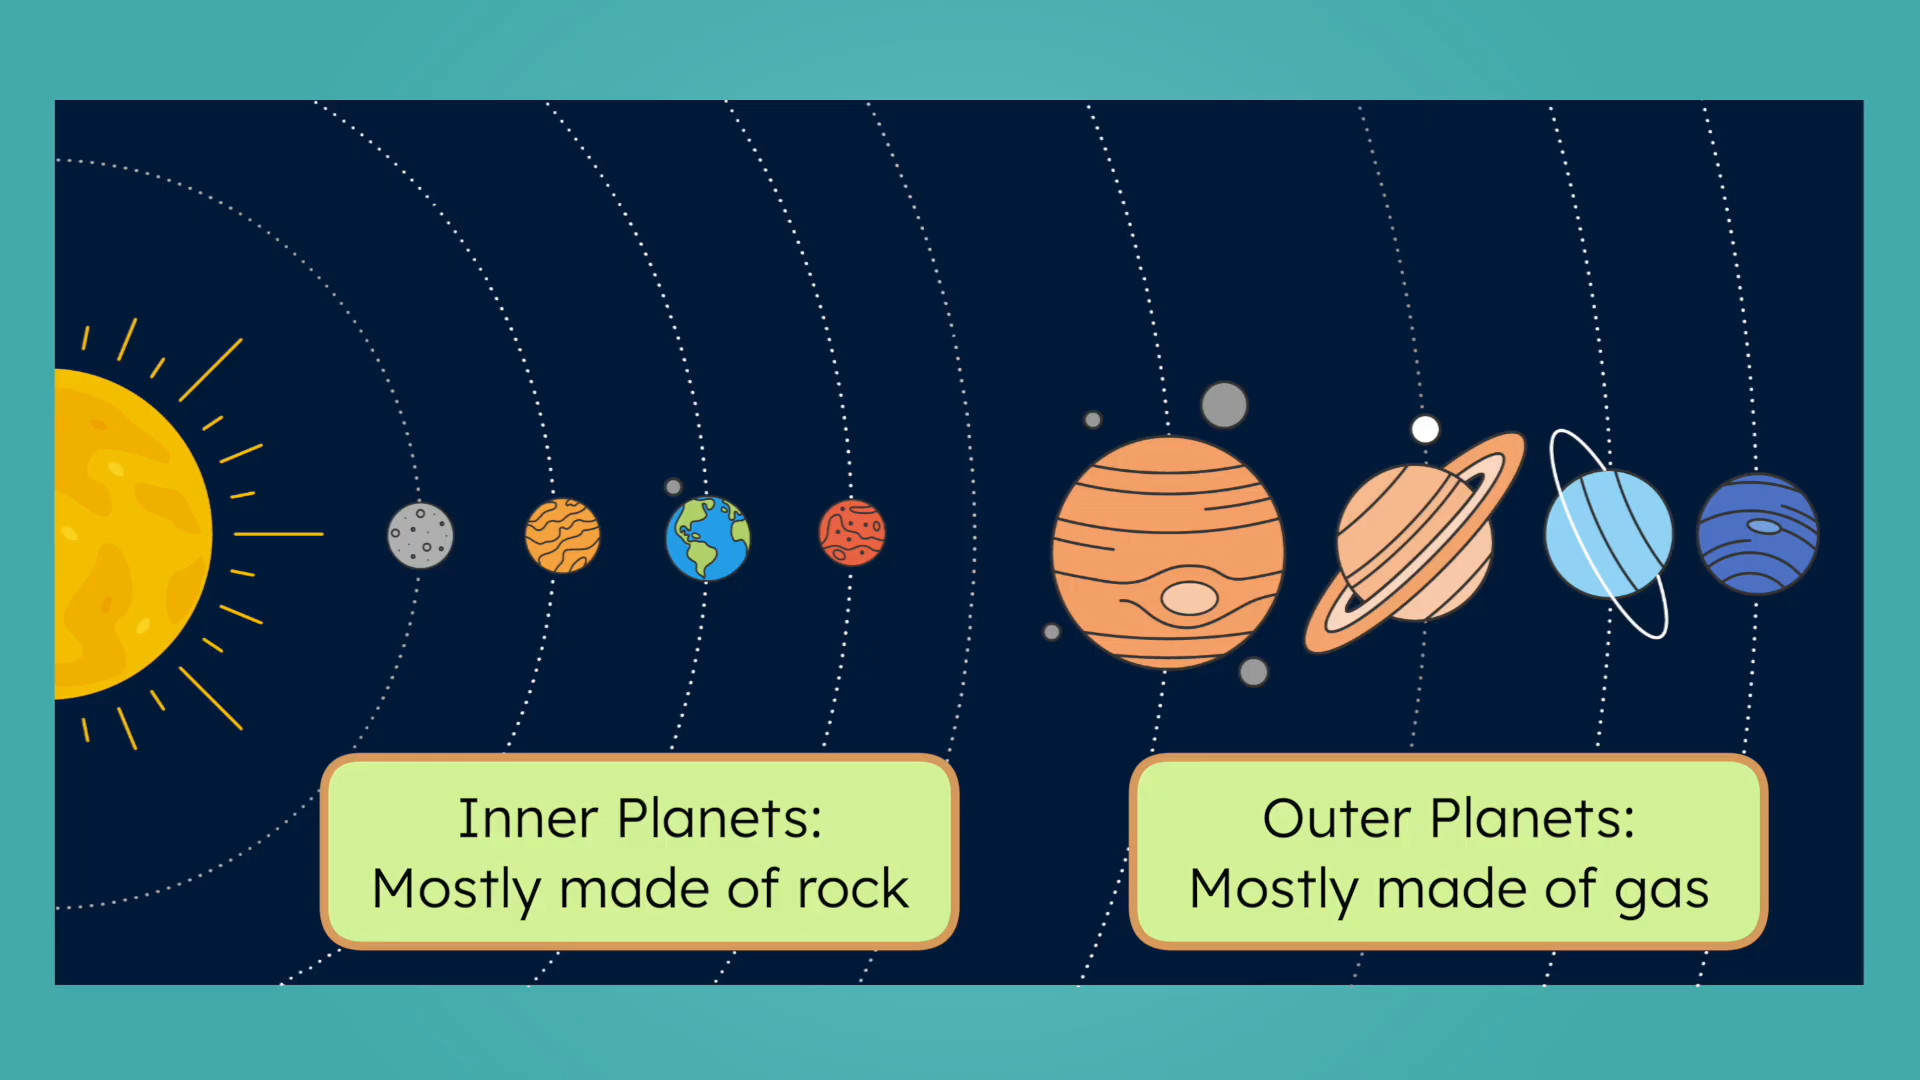 Inner Planets:
Mostly made of rock
Outer Planets:
Mostly made of gas